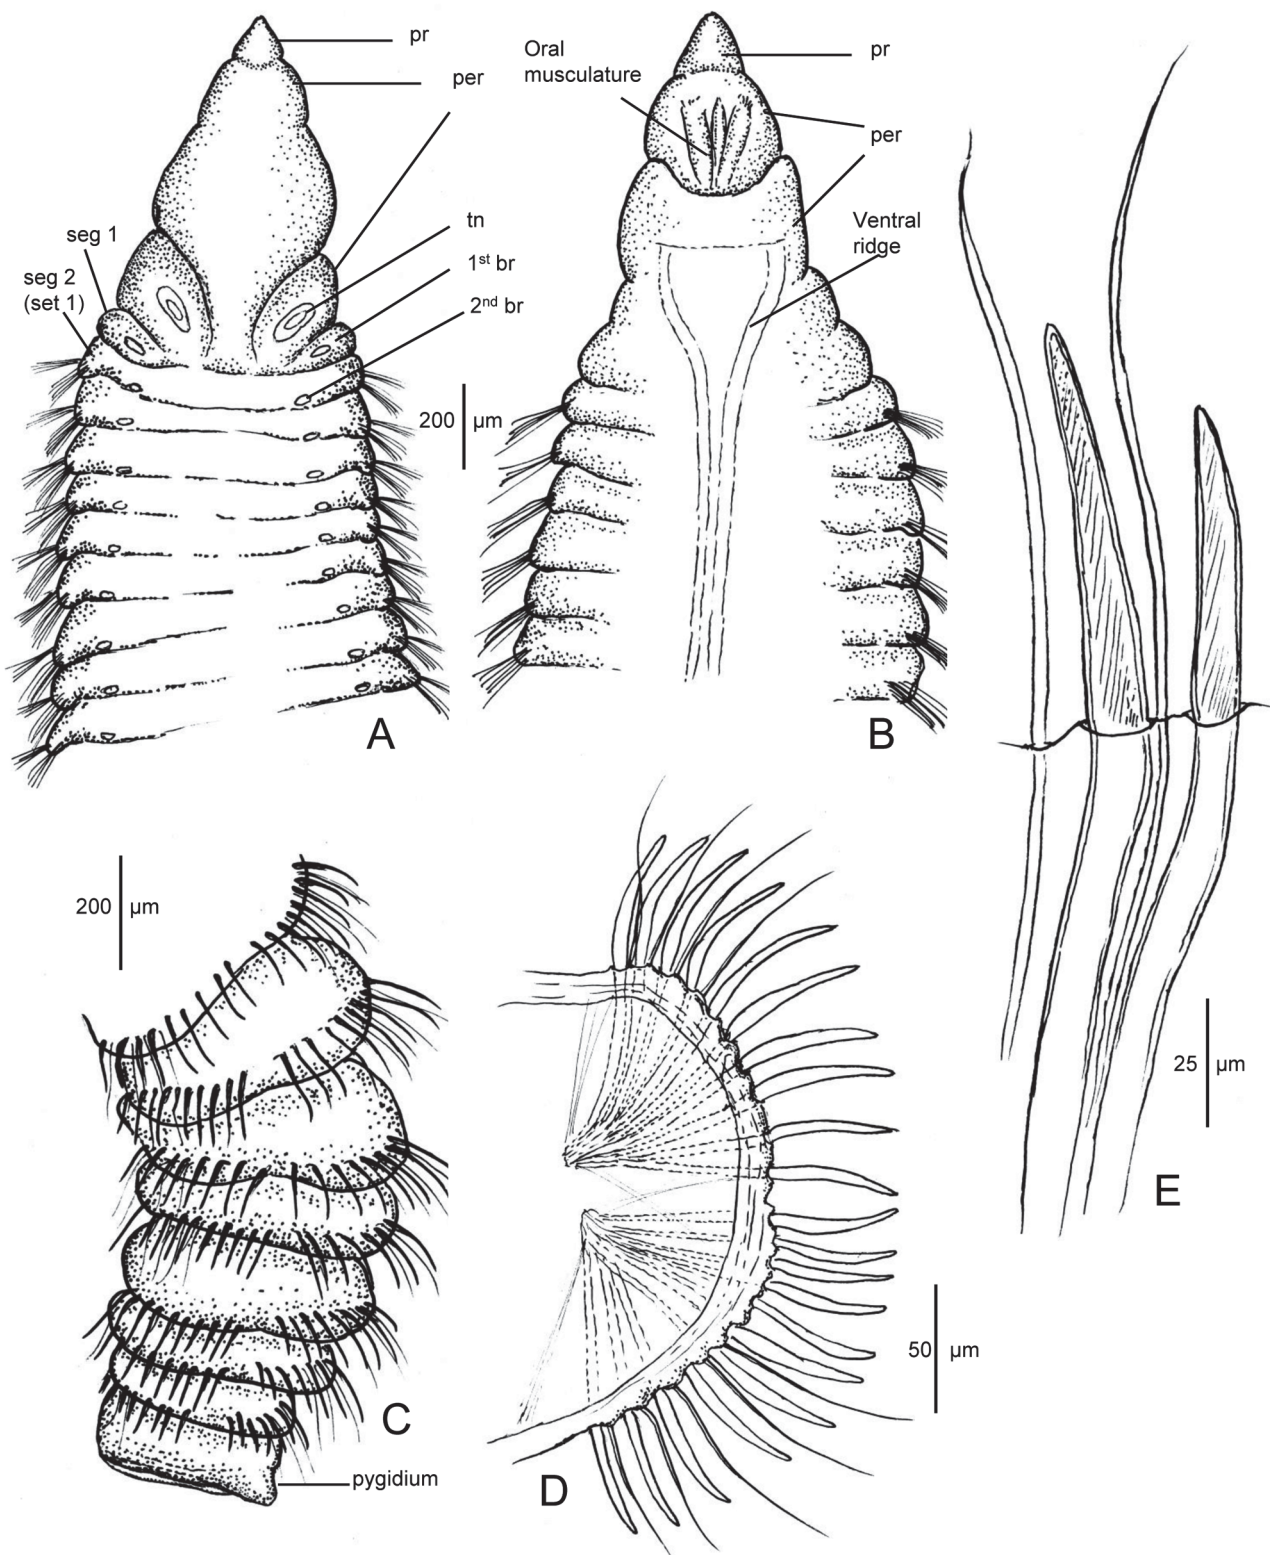 pr
per
tn
1st br
2nd br
seg 1
seg 2
(set 1)
200 µm
A
Oral
musculature
pr
per
Ventral
ridge
B
200 µm
C
pygidium
50 µm
D
25 µm
E